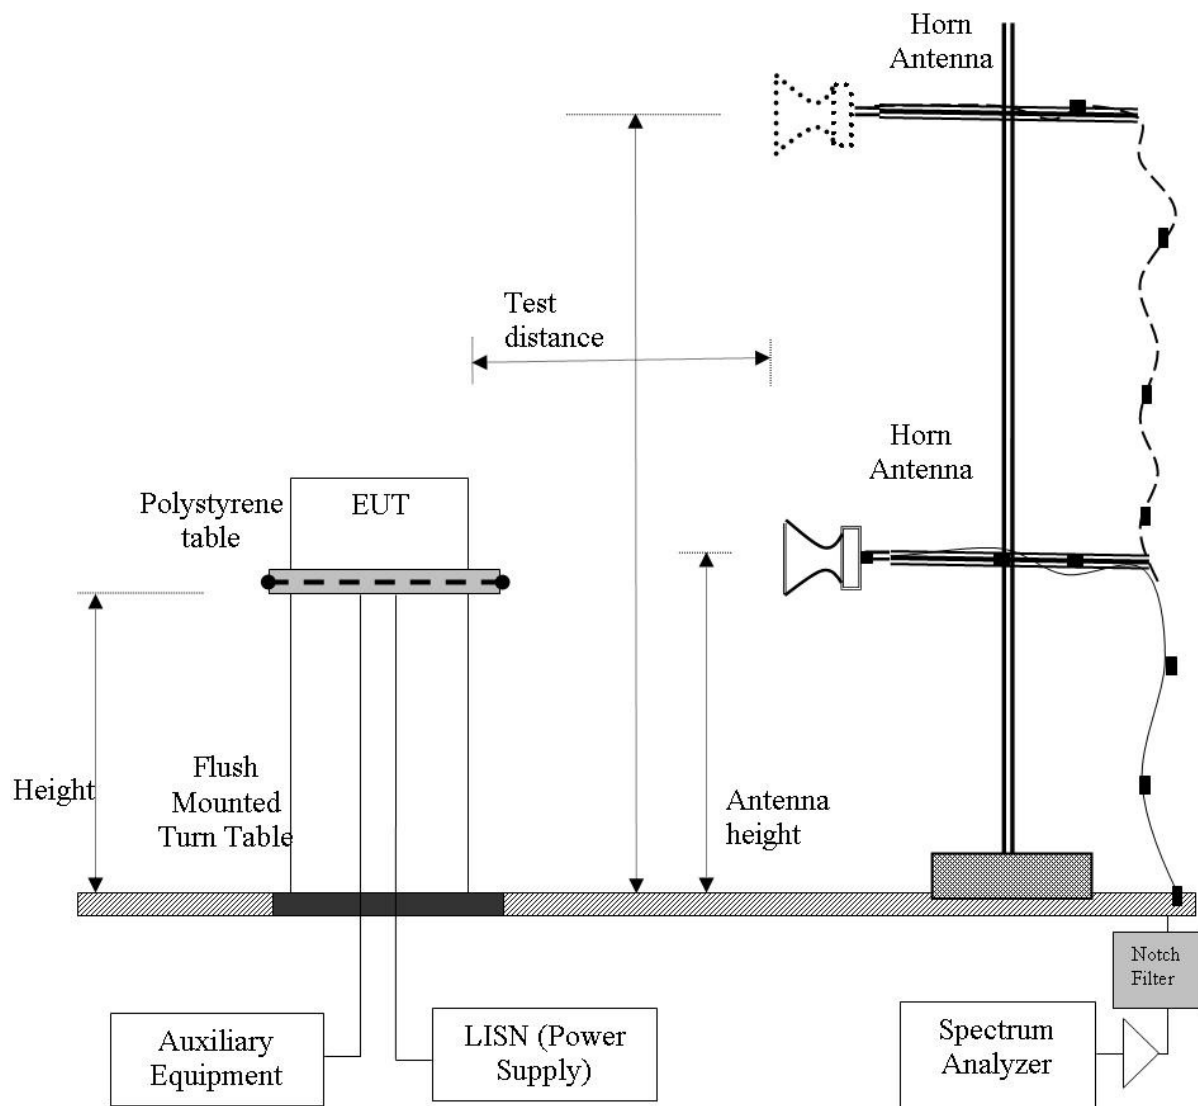 Horn
Antenna
Test
distance
Horn
Antenna
Polystyrene
table
EUT
Height
Flush
Mounted
Turn Table
Antenna
height
Notch
Filter
Auxiliary
Equipment
LISN (Power
Supply)
Spectrum
Analyzer